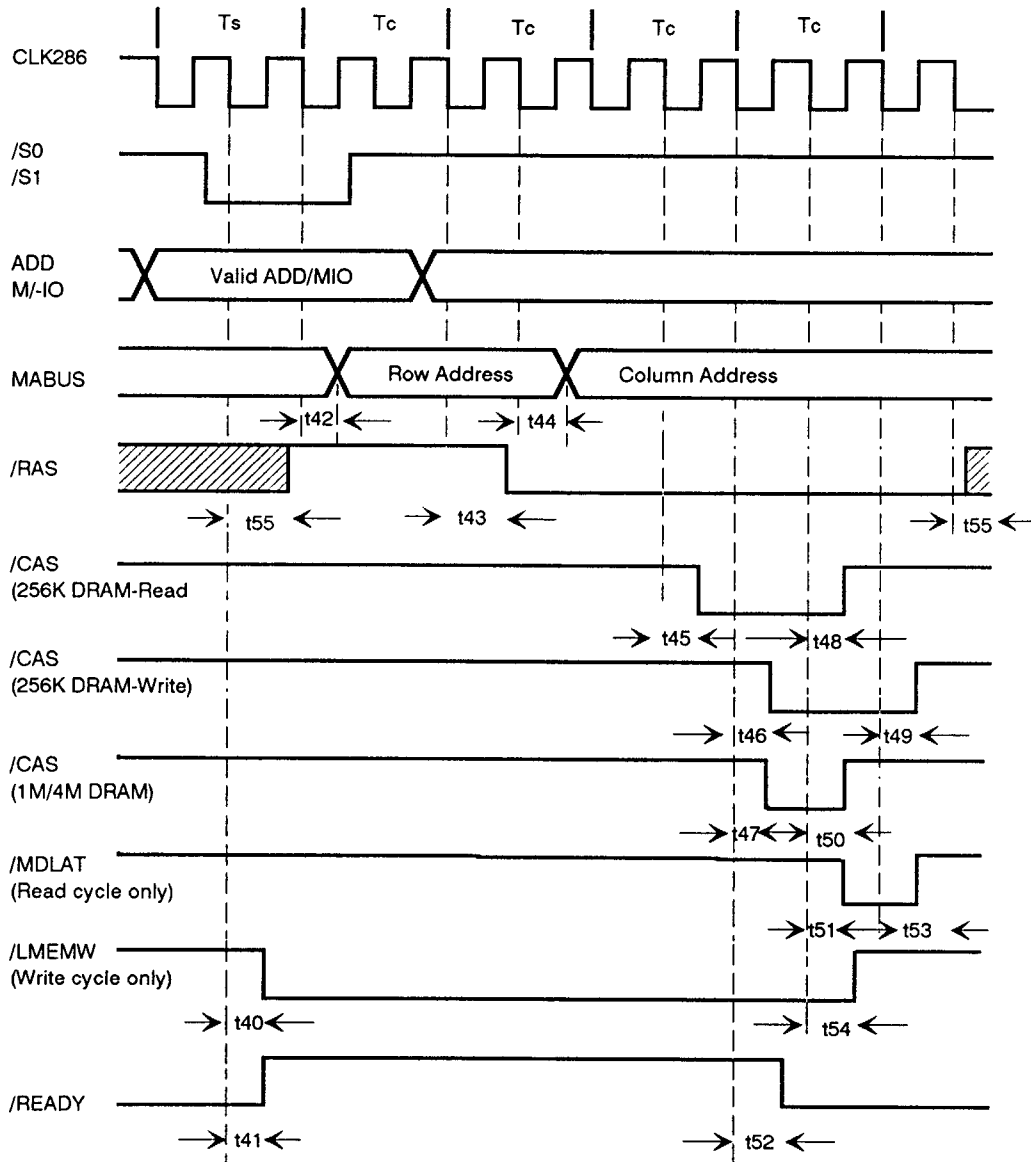 Ts Tc Tc Tc Tc
CLK286
/S0
/S1
ADD
M/-IO
Valid ADD/MIO
MABUS
Row Address
Column Address
t42
t44
/RAS
t55
t43
t55
/CAS
(256K DRAM-Read
t45
t48
/CAS
(256K DRAM-Write)
t46
t49
/CAS
(1M/4M DRAM)
t47
t50
/MDLAT
(Read cycle only)
t51
t53
/LMEMW
(Write cycle only)
t40
t54
/READY
t41
t52